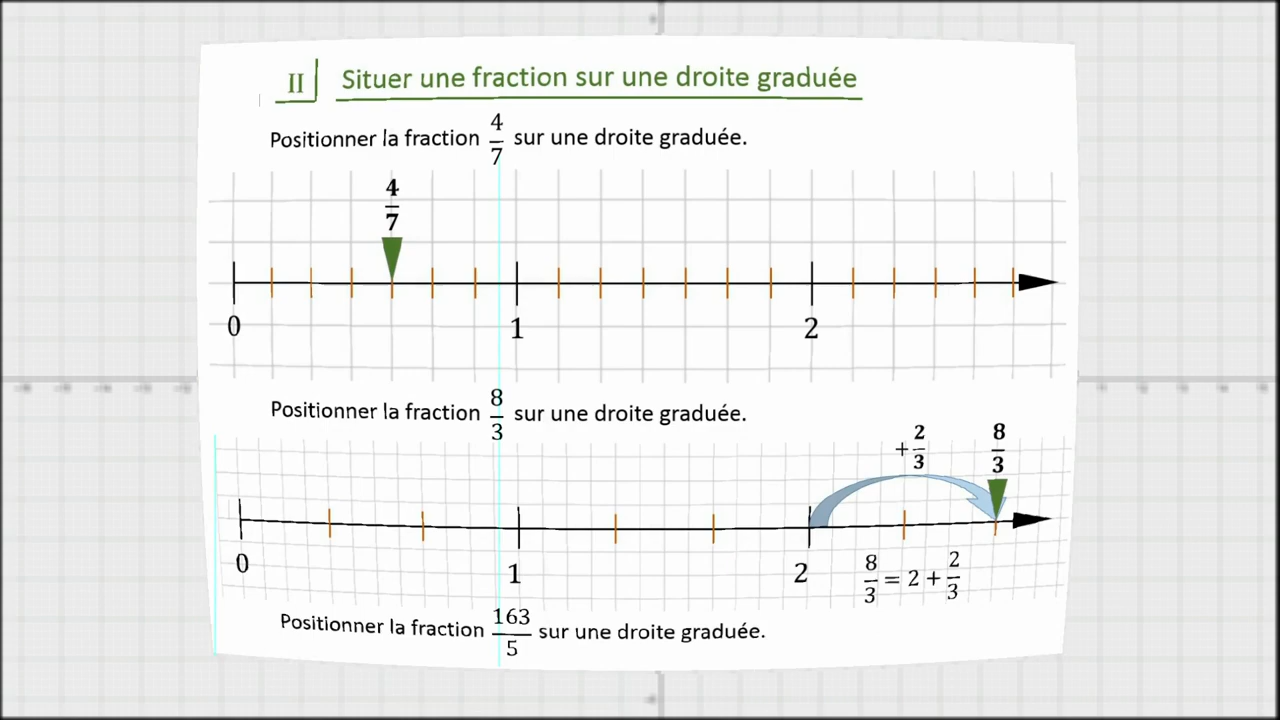 II Situer une fraction sur une droite graduée
Positionner la fraction 4/7 sur une droite graduée.
4/7
0 1 2
Positionner la fraction 8/3 sur une droite graduée.
+ 2/3 8/3
0 1 2
8/3 = 2 + 2/3
Positionner la fraction 163/5 sur une droite graduée.